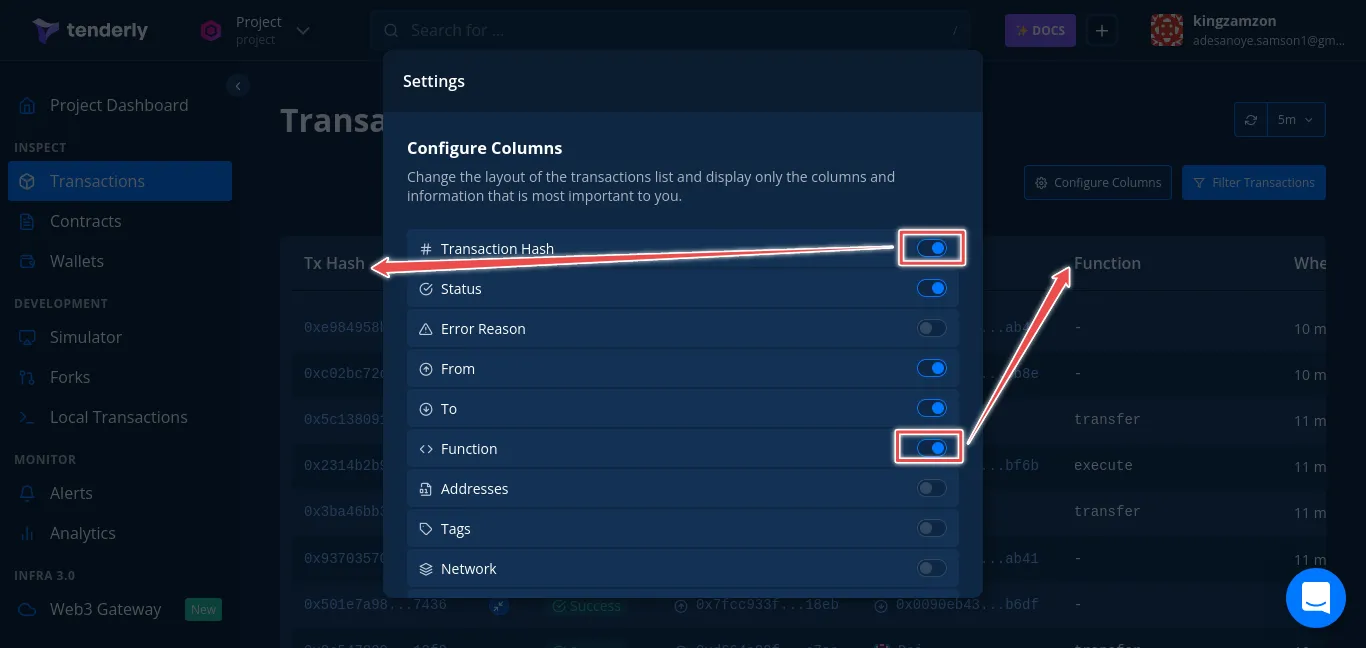 tenderly
Project
project
Search for ...
/
DOCS
kingzamzon
adesanoye.samson1@gm...
Project Dashboard
INSPECT
Transactions
Contracts
Wallets
DEVELOPMENT
Simulator
Forks
Local Transactions
MONITOR
Alerts
Analytics
INFRA 3.0
Web3 Gateway
New
Transa
5m
Configure Columns
Filter Transactions
Settings
Configure Columns
Change the layout of the transactions list and display only the columns and
information that is most important to you.
Transaction Hash
Status
Error Reason
From
To
Function
Addresses
Tags
Network
Tx Hash
Function
Whe
0xe984958
-
10 m
0xc02bc72
...b8e
-
10 m
0x5c13809
transfer
11 m
0x2314b2b9
...bf6b
execute
11 m
0x3ba46bb
transfer
11 m
0x9370357
...ab41
-
11 m
0x501e7a98...7436
Success
0x7fcc933f...18eb
0x0090eb43...b6df
-